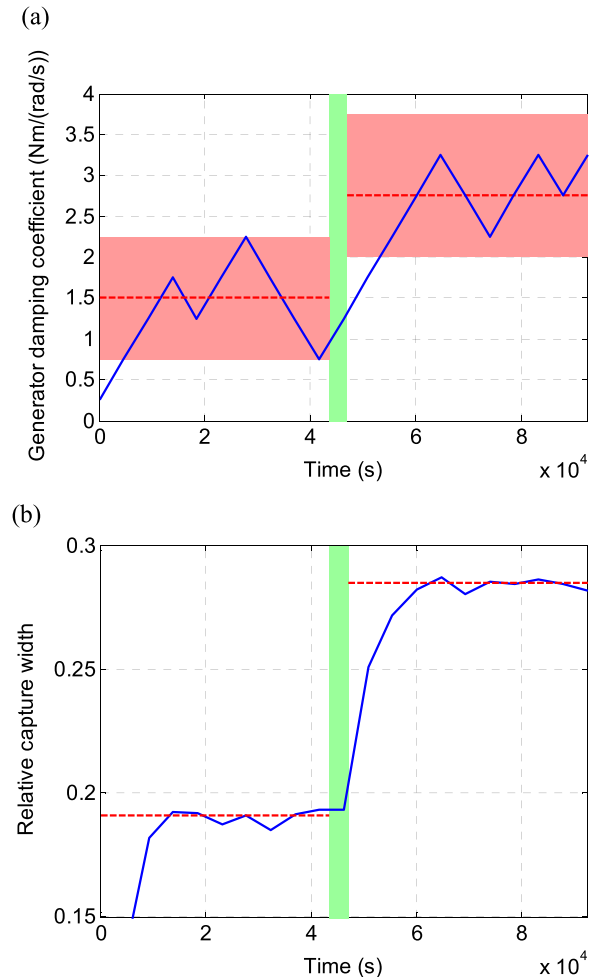 (a)
Generator damping coefficient (Nm/(rad/s))
4
3.5
3
2.5
2
1.5
1
0.5
0
0 2 4 6 8
Time (s)
x 10^4
(b)
Relative capture width
0.3
0.25
0.2
0.15
0 2 4 6 8
Time (s)
x 10^4